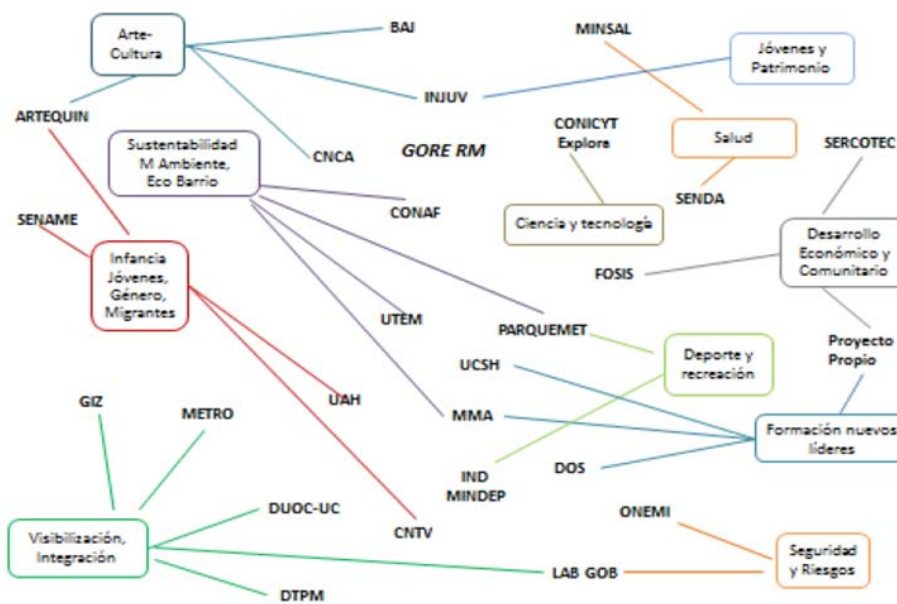 Arte-
Cultura
BAJ
MINSAL
Jóvenes y
Patrimonio
INJUV
ARTEQUIN
CONICYT
Explora
Salud
SERCOTEC
Sustentabilidad
M Ambiente,
Eco Barrio
CNCA
GORE RM
SENDA
CONAF
SENAME
Ciencia y tecnología
Desarrollo
Económico y
Comunitario
Infancia
Jóvenes,
Género,
Migrantes
FOSIS
UTEM
PARQUEMET
Proyecto
Propio
UCSH
Deporte y
recreación
GIZ
METRO
UAH
MMA
Formación nuevos
líderes
IND
MINDEP
DOS
DUOC-UC
ONEMI
CNTV
Visibilización,
Integración
Seguridad
y Riesgos
LAB GOB
DTPM